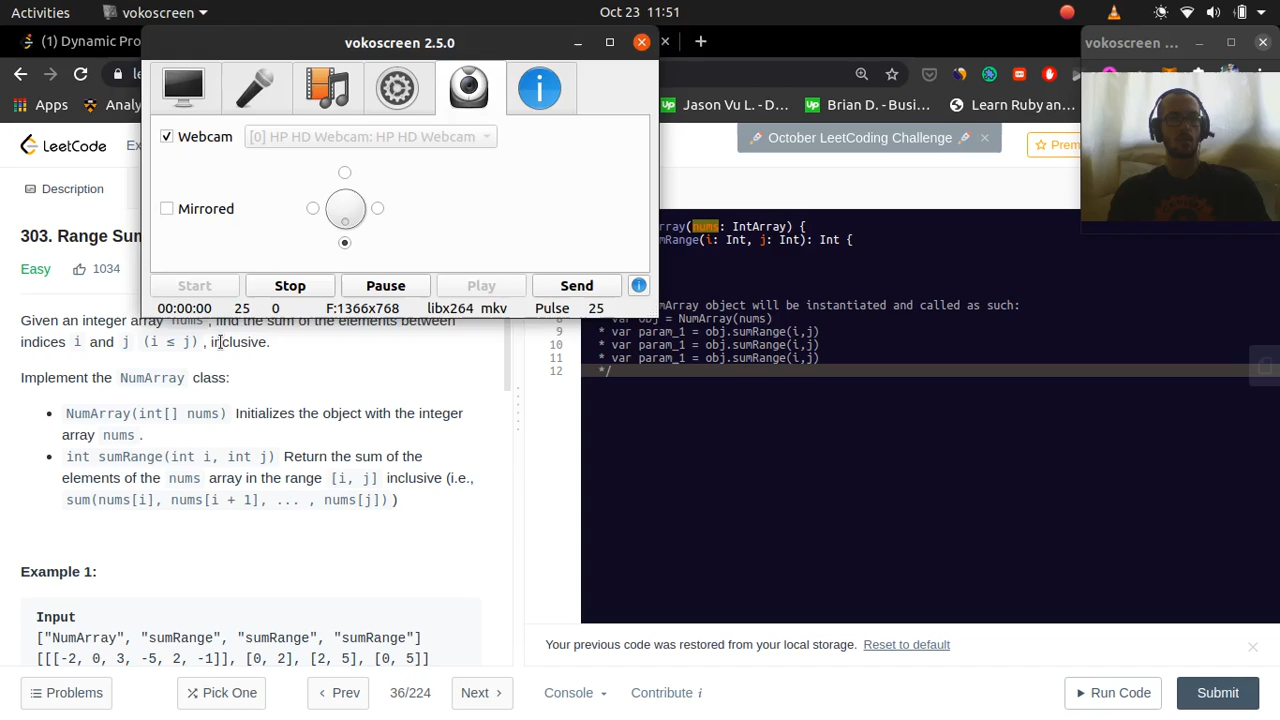 Activities vokoscreen Oct 23 11:51
(1) Dynamic Pro
vokoscreen 2.5.0
vokoscreen ...
Apps Analy
Jason Vu L. - D... Brian D. - Busi... Learn Ruby an...
Webcam [0] HP HD Webcam: HP HD Webcam
Mirrored
Start Stop Pause Play Send
00:00:00 25 0 F:1366x768 libx264 mkv Pulse 25
LeetCode Ex
October LeetCoding Challenge
Prem
Description
303. Range Sum
Easy 1034
Given an integer array nums, find the sum of the elements between
indices i and j (i ≤ j), inclusive.
Implement the NumArray class:
• NumArray(int[] nums) Initializes the object with the integer
array nums.
• int sumRange(int i, int j) Return the sum of the
elements of the nums array in the range [i, j] inclusive (i.e.,
sum(nums[i], nums[i + 1], ... , nums[j]))
Example 1:
Input
["NumArray", "sumRange", "sumRange", "sumRange"]
[[[-2, 0, 3, -5, 2, -1]], [0, 2], [2, 5], [0, 5]]
rray(nums: IntArray) {
umRange(i: Int, j: Int): Int {
mArray object will be instantiated and called as such:
8 * var obj = NumArray(nums)
9 * var param_1 = obj.sumRange(i,j)
10 * var param_1 = obj.sumRange(i,j)
11 * var param_1 = obj.sumRange(i,j)
12 */
Your previous code was restored from your local storage. Reset to default
Problems Pick One Prev 36/224 Next Console Contribute i Run Code Submit